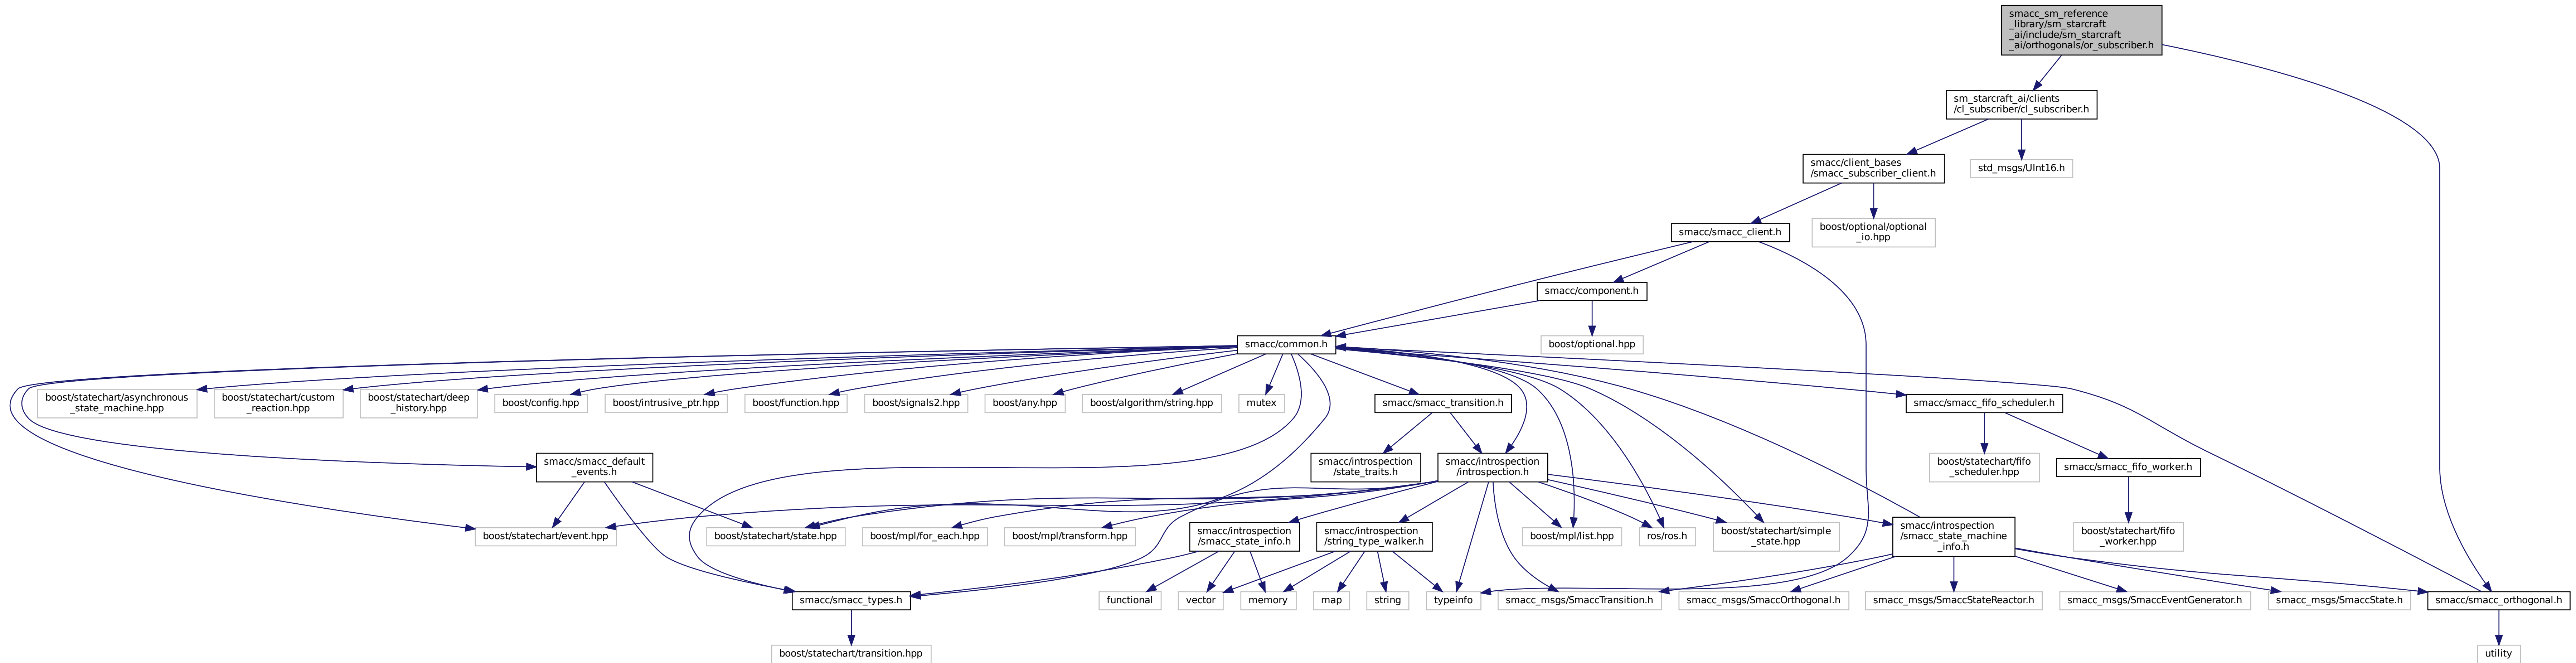 smacc_sm_reference
_library/sm_starcraft
_ai/include/sm_starcraft
_ai/orthogonals/or_subscriber.h
sm_starcraft_ai/clients
/cl_subscriber/cl_subscriber.h
smacc/client_bases
/smacc_subscriber_client.h
std_msgs/UInt16.h
smacc/smacc_client.h
boost/optional/optional
_io.hpp
smacc/component.h
smacc/common.h
boost/optional.hpp
boost/statechart/asynchronous
_state_machine.hpp
boost/statechart/custom
_reaction.hpp
boost/statechart/deep
_history.hpp
boost/config.hpp
boost/intrusive_ptr.hpp
boost/function.hpp
boost/signals2.hpp
boost/any.hpp
boost/algorithm/string.hpp
mutex
smacc/smacc_transition.h
smacc/smacc_fifo_scheduler.h
smacc/smacc_default
_events.h
smacc/introspection
/state_traits.h
smacc/introspection
/introspection.h
boost/statechart/fifo
_scheduler.hpp
smacc/smacc_fifo_worker.h
boost/statechart/event.hpp
boost/statechart/state.hpp
boost/mpl/for_each.hpp
boost/mpl/transform.hpp
smacc/introspection
/smacc_state_info.h
smacc/introspection
/string_type_walker.h
boost/mpl/list.hpp
ros/ros.h
boost/statechart/simple
_state.hpp
smacc/introspection
/smacc_state_machine
_info.h
boost/statechart/fifo
_worker.hpp
smacc/smacc_types.h
functional
vector
memory
map
string
typeinfo
smacc_msgs/SmaccTransition.h
smacc_msgs/SmaccOrthogonal.h
smacc_msgs/SmaccStateReactor.h
smacc_msgs/SmaccEventGenerator.h
smacc_msgs/SmaccState.h
smacc/smacc_orthogonal.h
boost/statechart/transition.hpp
utility